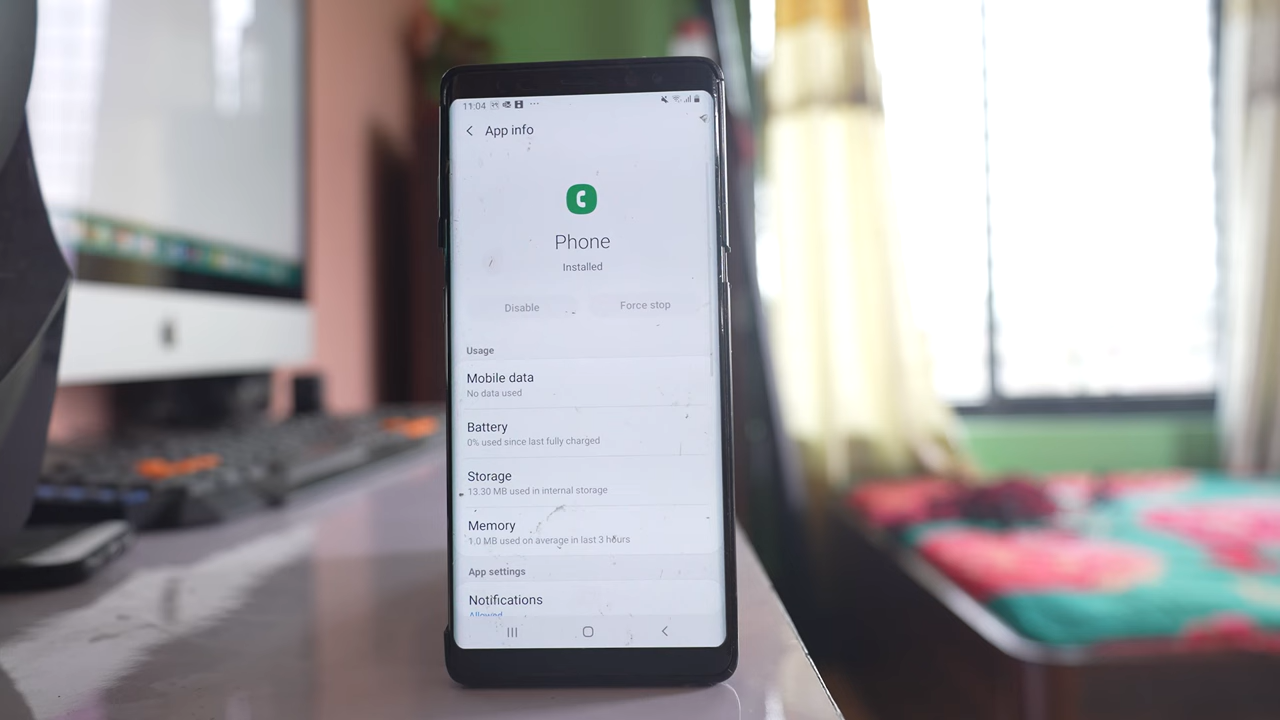 11:04
App info
Phone
Installed
Disable
Force stop
Usage
Mobile data
No data used
Battery
0% used since last fully charged
Storage
13.30 MB used in internal storage
Memory
1.0 MB used on average in last 3 hours
App settings
Notifications
Allowed